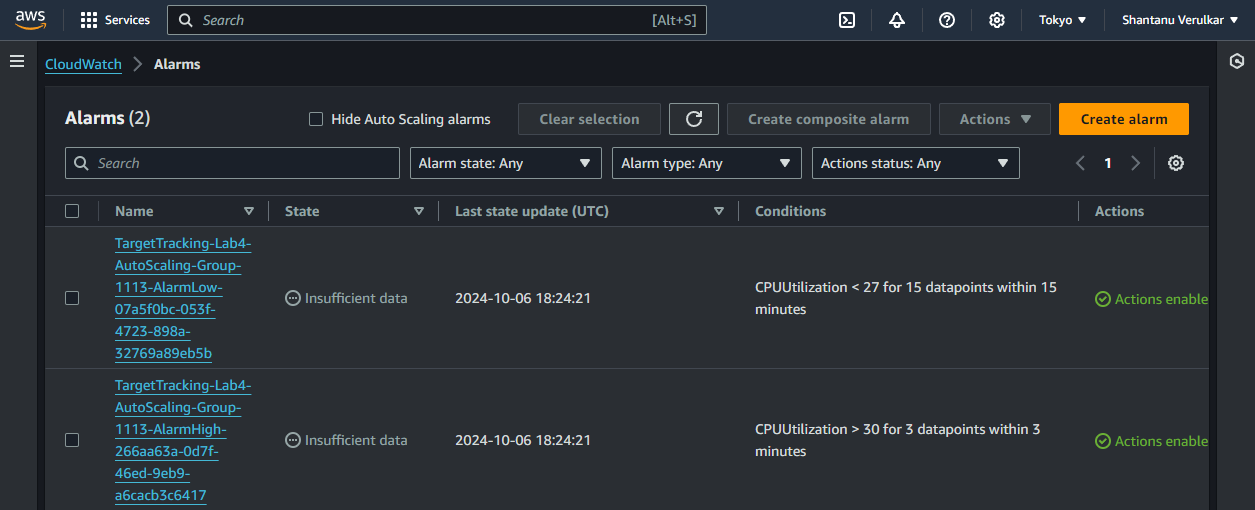 aws Services Search [Alt+S] Tokyo Shantanu Verulkar
CloudWatch Alarms
Alarms (2) Hide Auto Scaling alarms Clear selection Create composite alarm Actions Create alarm
Search Alarm state: Any Alarm type: Any Actions status: Any 1
Name State Last state update (UTC) Conditions Actions
TargetTracking-Lab4-
AutoScaling-Group-
1113-AlarmLow-
07a5f0bc-053f-
4723-898a-
32769a89eb5b
Insufficient data
2024-10-06 18:24:21
CPUUtilization < 27 for 15 datapoints within 15
minutes
Actions enable
TargetTracking-Lab4-
AutoScaling-Group-
1113-AlarmHigh-
266aa63a-0d7f-
46ed-9eb9-
a6cacb3c6417
Insufficient data
2024-10-06 18:24:21
CPUUtilization > 30 for 3 datapoints within 3
minutes
Actions enable